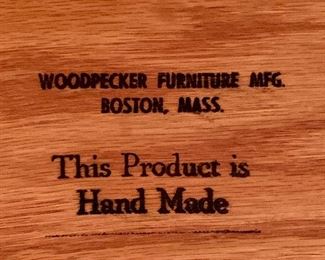 WOODPECKER FURNITURE MFG.
BOSTON, MASS.
This Product is
Hand Made